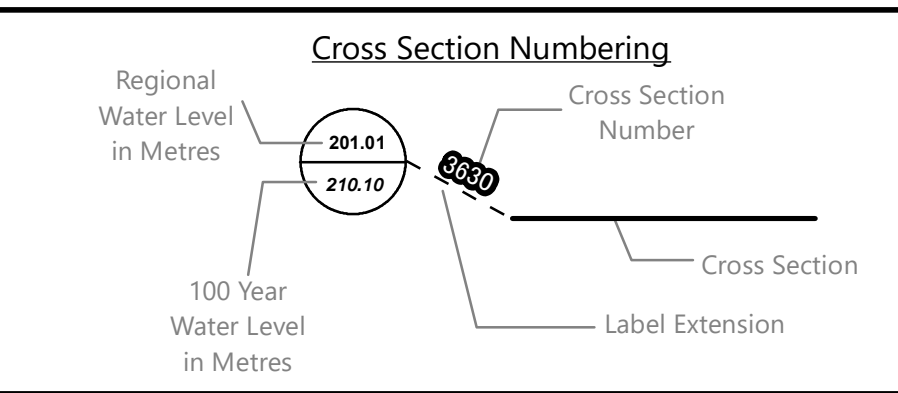 Cross Section Numbering
Regional
Water Level
in Metres
201.01
210.10
3630
Cross Section
Number
Cross Section
Label Extension
100 Year
Water Level
in Metres